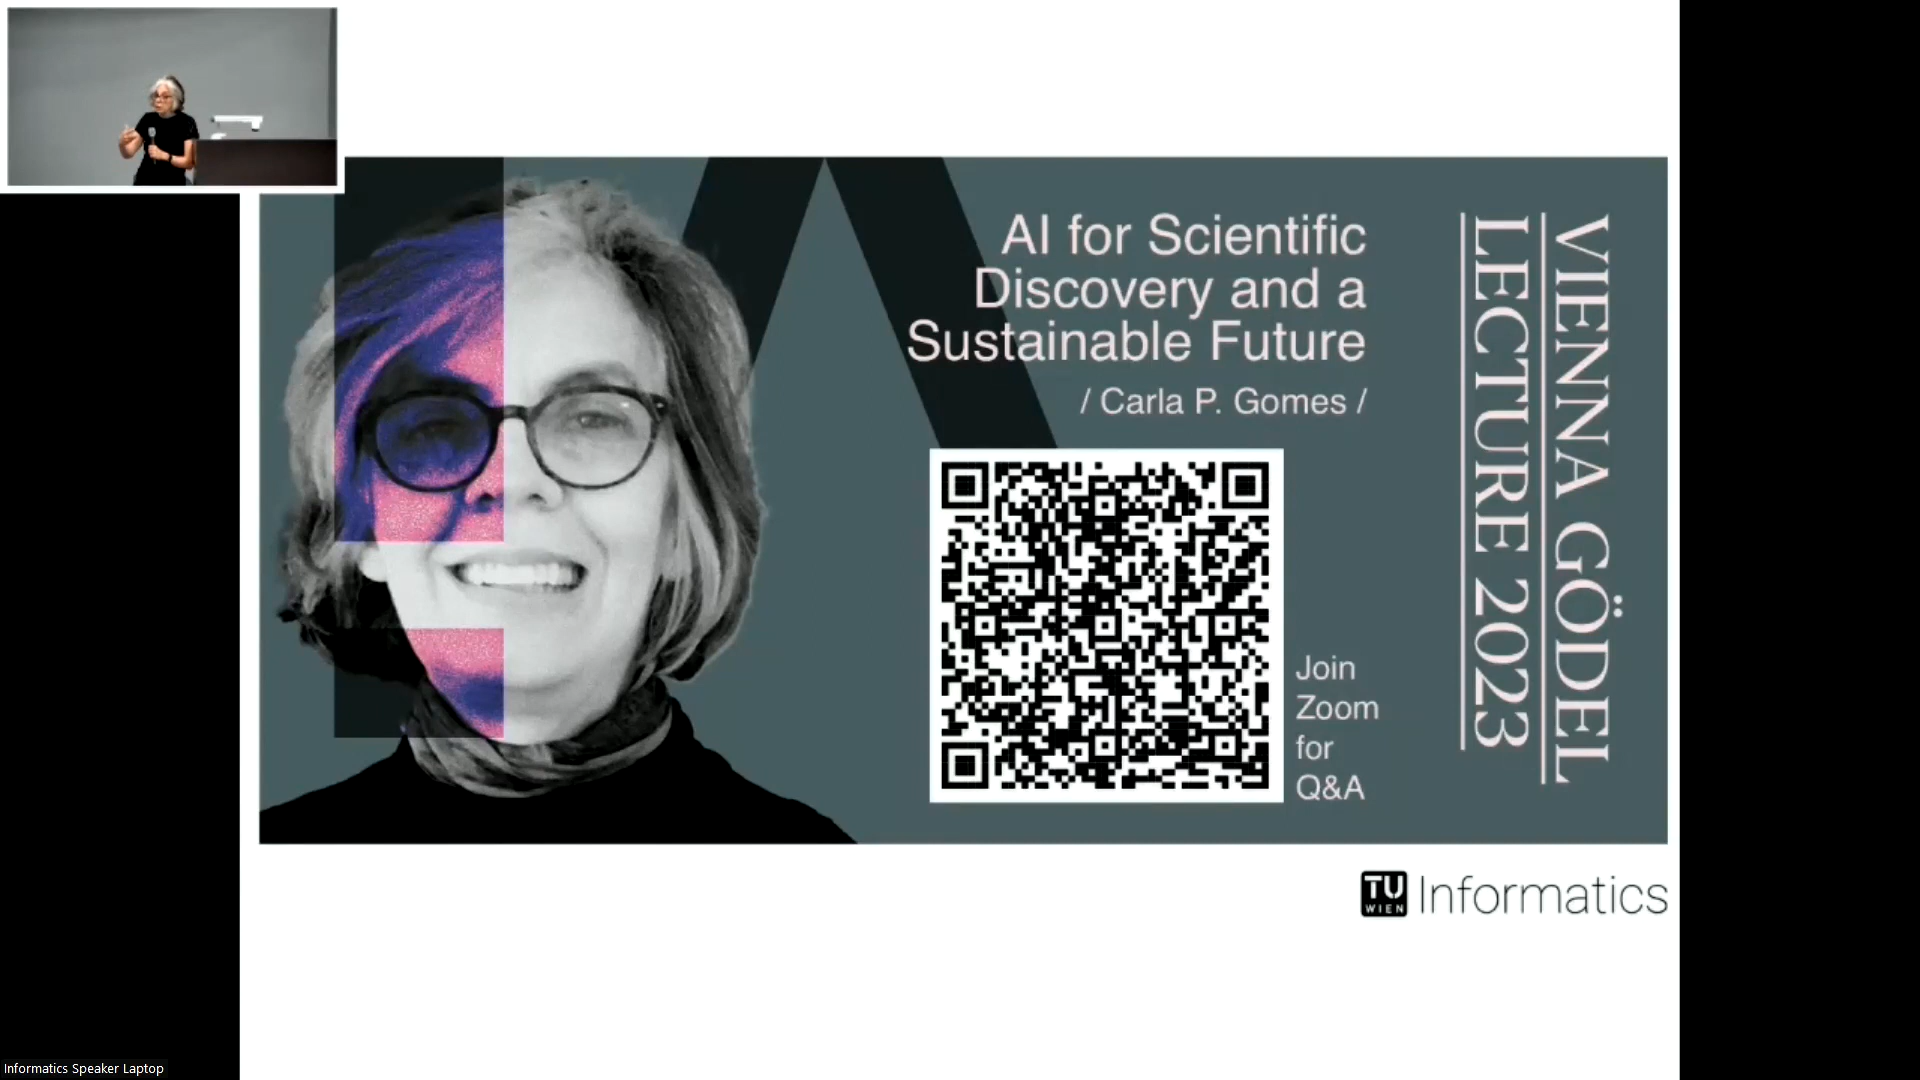 AI for Scientific
Discovery and a
Sustainable Future
/ Carla P. Gomes /
VIENNA GÖDEL
LECTURE 2023
Join
Zoom
for
Q&A
TU
WIEN
Informatics
Informatics Speaker Laptop